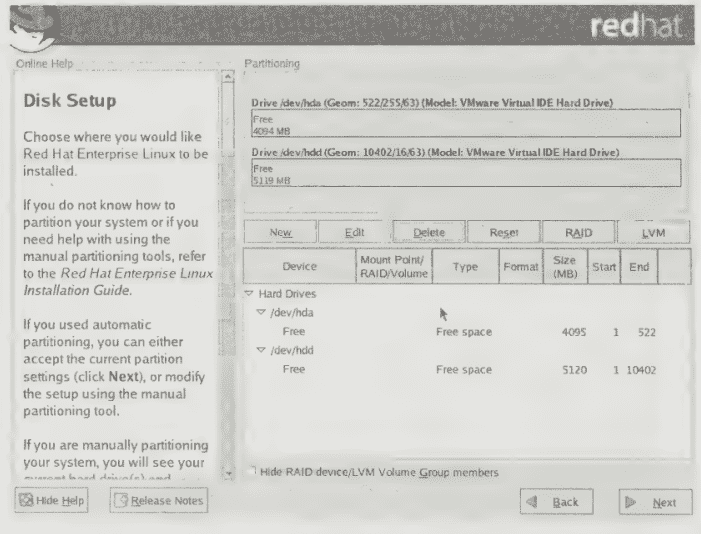 redhat
Online Help
Partitioning
Disk Setup
Choose where you would like
Red Hat Enterprise Linux to be
installed.
If you do not know how to
partition your system or if you
need help with using the
manual partitioning tools, refer
to the Red Hat Enterprise Linux
Installation Guide.
If you used automatic
partitioning, you can either
accept the current partition
settings (click Next), or modify
the setup using the manual
partitioning tool.
If you are manually partitioning
your system, you will see your
current hard drive(s) and
Drive /dev/hda (Geom: 522/255/63) (Model: VMware Virtual IDE Hard Drive)
Free
4094 MB
Drive /dev/hdd (Geom: 10402/16/63) (Model: VMware Virtual IDE Hard Drive)
Free
5119 MB
New Edit Delete Reset RAID LVM
Device Mount Point/ RAID/Volume Type Format Size (MB) Start End
Hard Drives
/dev/hda
Free Free space 4095 1 522
/dev/hdd
Free Free space 5120 1 10402
Hide RAID device/LVM Volume Group members
Hide Help Release Notes Back Next